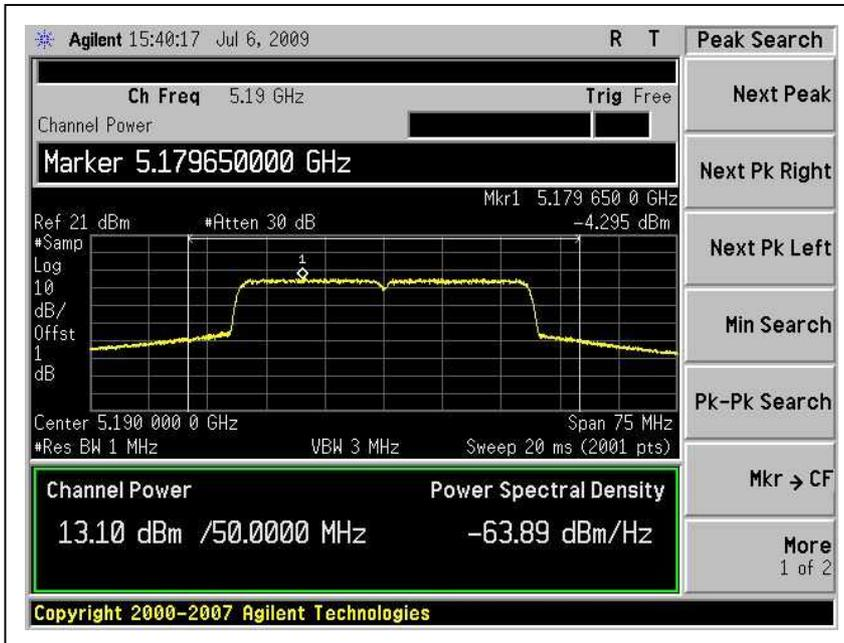 Agilent 15:40:17 Jul 6, 2009 R T
Peak Search
Ch Freq 5.19 GHz Trig Free
Channel Power
Marker 5.179650000 GHz
Mkr1 5.179 650 0 GHz
Ref 21 dBm #Atten 30 dB -4.295 dBm
#Samp
Log
10
dB/
Offst
1
dB
1
Center 5.190 000 0 GHz Span 75 MHz
#Res BW 1 MHz VBW 3 MHz Sweep 20 ms (2001 pts)
Channel Power Power Spectral Density
13.10 dBm /50.0000 MHz -63.89 dBm/Hz
Copyright 2000-2007 Agilent Technologies
Next Peak
Next Pk Right
Next Pk Left
Min Search
Pk-Pk Search
Mkr → CF
More
1 of 2